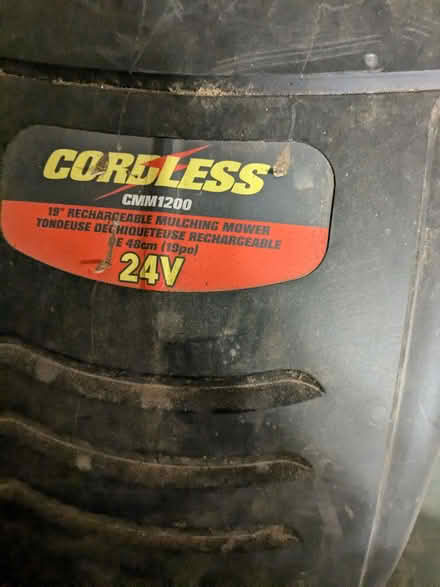 CORDLESS
CMM1200
19" RECHARGEABLE MULCHING MOWER
TONDEUSE DÉCHIQUETEUSE RECHARGEABLE
DE 48cm (19po)
24V